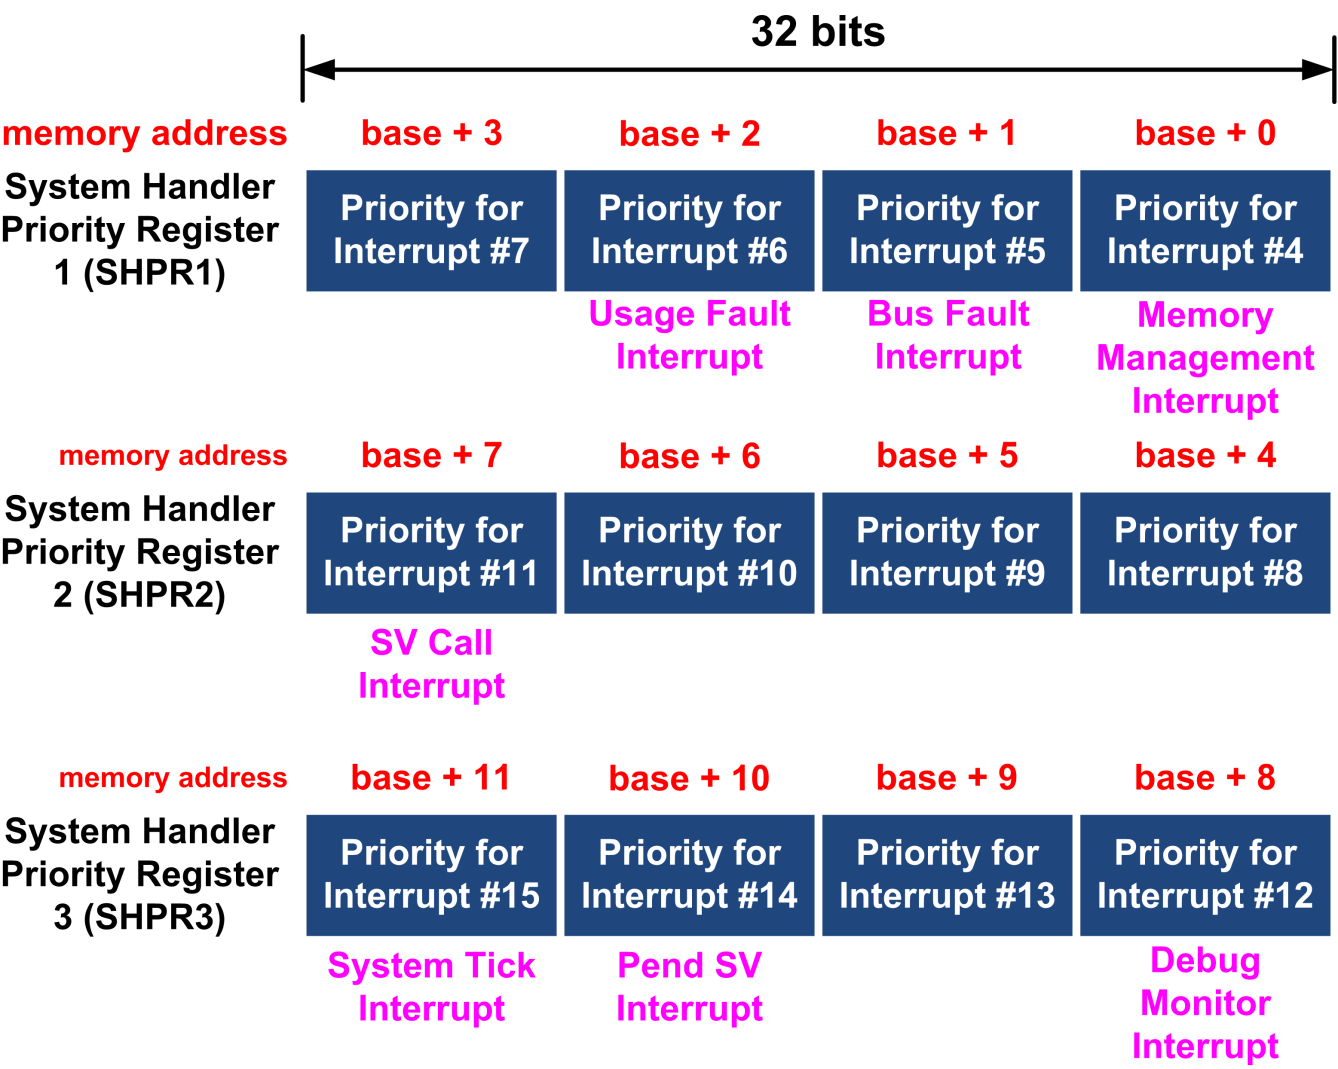 32 bits
memory address base + 3 base + 2 base + 1 base + 0
System Handler
Priority Register
1 (SHPR1)
Priority for
Interrupt #7
Priority for
Interrupt #6
Priority for
Interrupt #5
Priority for
Interrupt #4
Usage Fault
Interrupt
Bus Fault
Interrupt
Memory
Management
Interrupt
memory address base + 7 base + 6 base + 5 base + 4
System Handler
Priority Register
2 (SHPR2)
Priority for
Interrupt #11
Priority for
Interrupt #10
Priority for
Interrupt #9
Priority for
Interrupt #8
SV Call
Interrupt
memory address base + 11 base + 10 base + 9 base + 8
System Handler
Priority Register
3 (SHPR3)
Priority for
Interrupt #15
Priority for
Interrupt #14
Priority for
Interrupt #13
Priority for
Interrupt #12
System Tick
Interrupt
Pend SV
Interrupt
Debug
Monitor
Interrupt